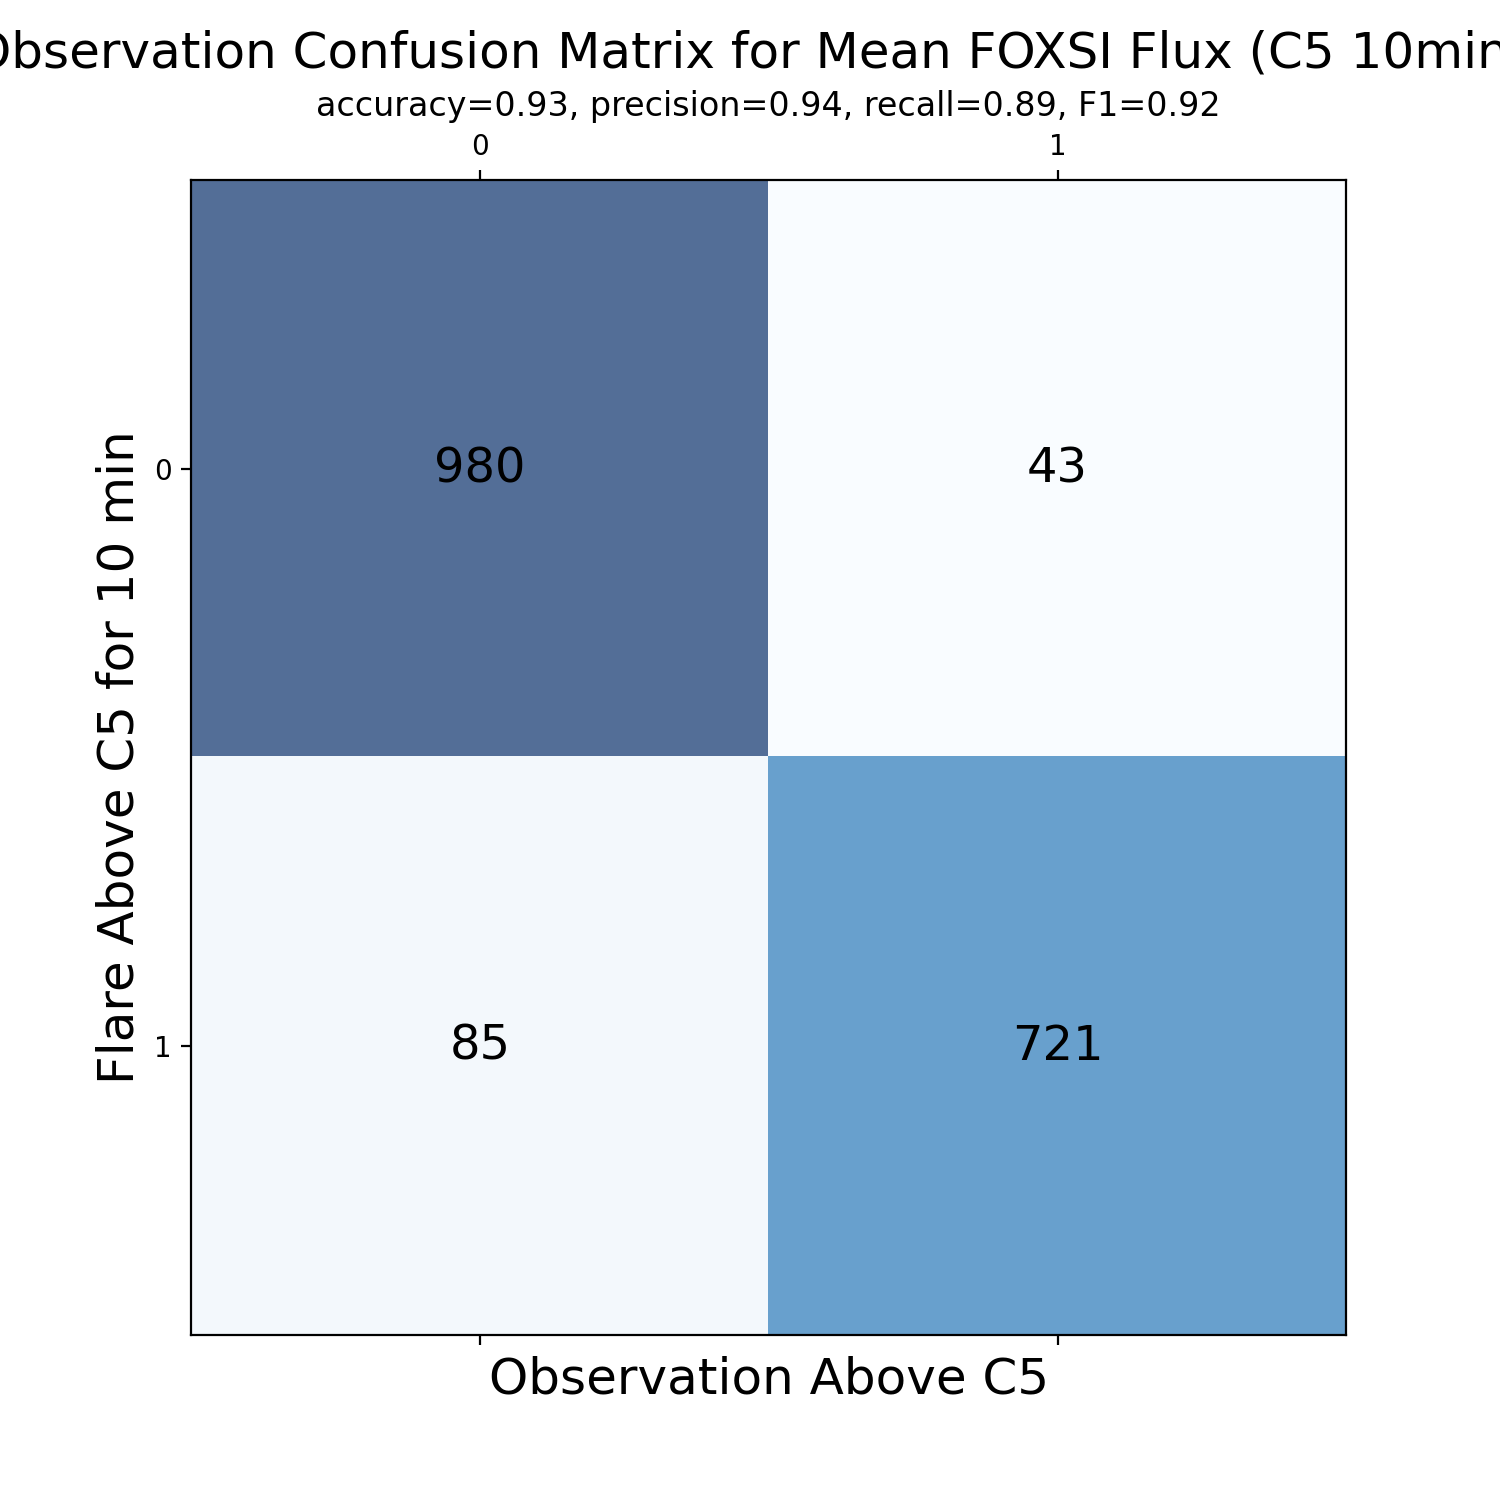 Observation Confusion Matrix for Mean FOXSI Flux (C5 10min
accuracy=0.93, precision=0.94, recall=0.89, F1=0.92
0 1
Flare Above C5 for 10 min
0
980 43
1
85 721
Observation Above C5